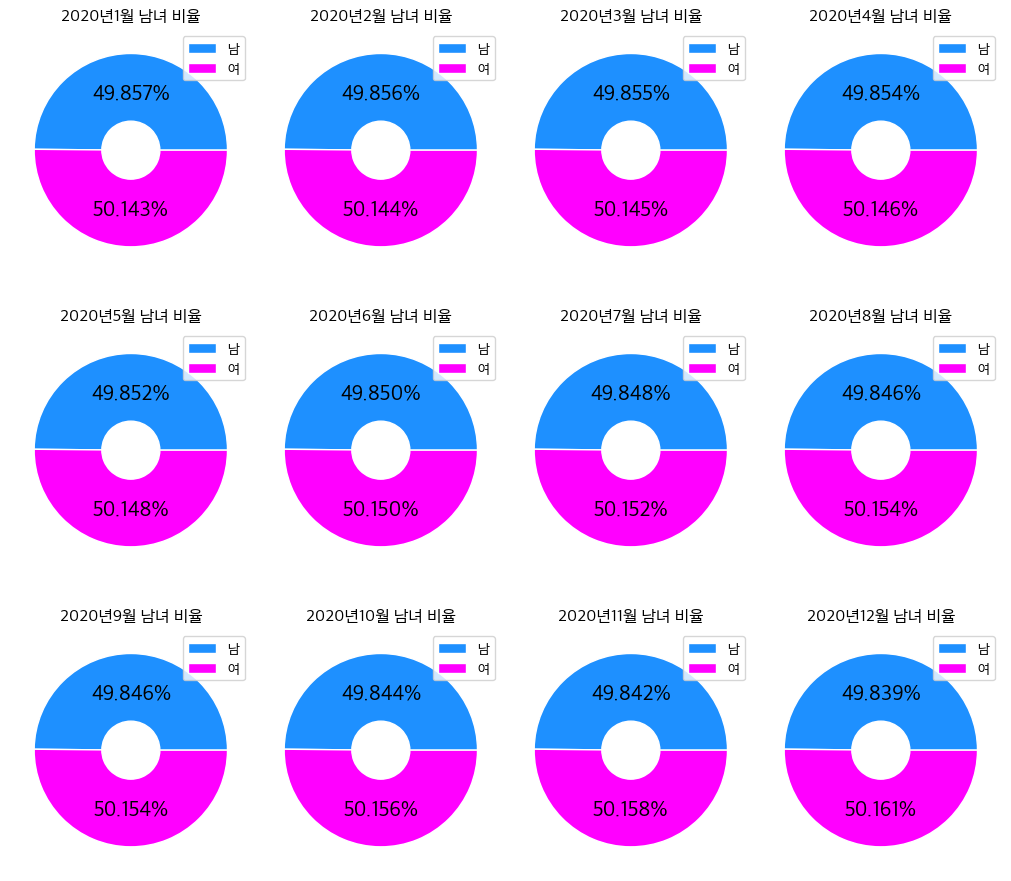 2020년1월 남녀 비율
남
여
49.857%
50.143%
2020년2월 남녀 비율
남
여
49.856%
50.144%
2020년3월 남녀 비율
남
여
49.855%
50.145%
2020년4월 남녀 비율
남
여
49.854%
50.146%
2020년5월 남녀 비율
남
여
49.852%
50.148%
2020년6월 남녀 비율
남
여
49.850%
50.150%
2020년7월 남녀 비율
남
여
49.848%
50.152%
2020년8월 남녀 비율
남
여
49.846%
50.154%
2020년9월 남녀 비율
남
여
49.846%
50.154%
2020년10월 남녀 비율
남
여
49.844%
50.156%
2020년11월 남녀 비율
남
여
49.842%
50.158%
2020년12월 남녀 비율
남
여
49.839%
50.161%